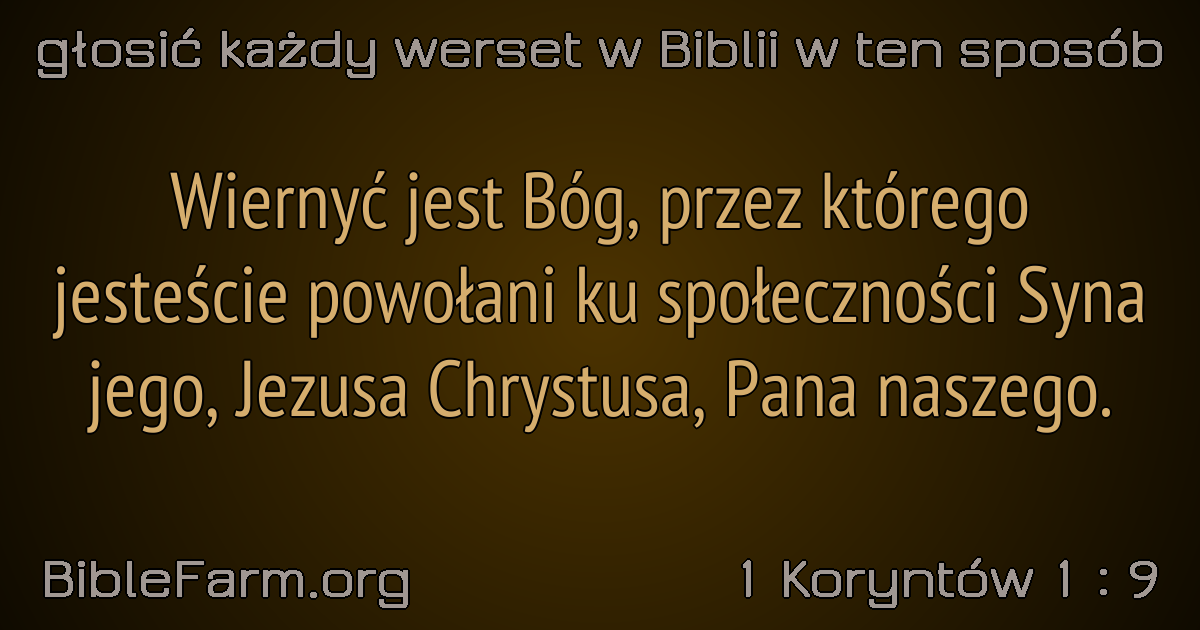 głosić każdy werset w Biblii w ten sposób
Wiernyć jest Bóg, przez którego
jesteście powołani ku społeczności Syna
jego, Jezusa Chrystusa, Pana naszego.
BibleFarm.org
1 Koryntów 1 : 9